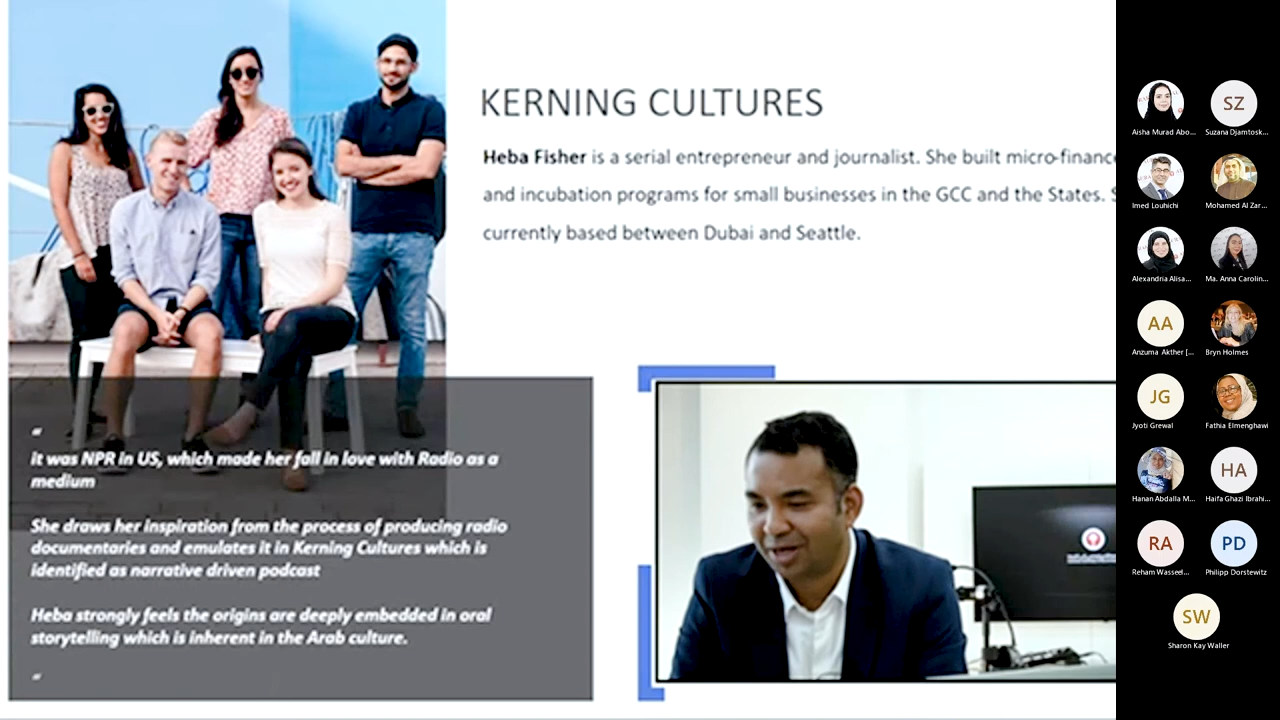 KERNING CULTURES
Heba Fisher is a serial entrepreneur and journalist. She built micro-finance
and incubation programs for small businesses in the GCC and the States. S
currently based between Dubai and Seattle.
“
it was NPR in US, which made her fall in love with Radio as a
medium
She draws her inspiration from the process of producing radio
documentaries and emulates it in Kerning Cultures which is
identified as narrative driven podcast
Heba strongly feels the origins are deeply embedded in oral
storytelling which is inherent in the Arab culture.
“
Aisha Murad Abo...
SZ
Suzana Djamtosk...
Imed Louhichi
Mohamed Al Zar...
Alexandria Alisa...
Ma. Anna Carolin...
AA
Anzuma Akther [...
Bryn Holmes
JG
Jyoti Grewal
Fathia Elmenghawi
Hanan Abdalla M...
HA
Haifa Ghazi Ibrahi...
RA
Reham Wasseel...
PD
Philipp Dorstewitz
SW
Sharon Kay Waller